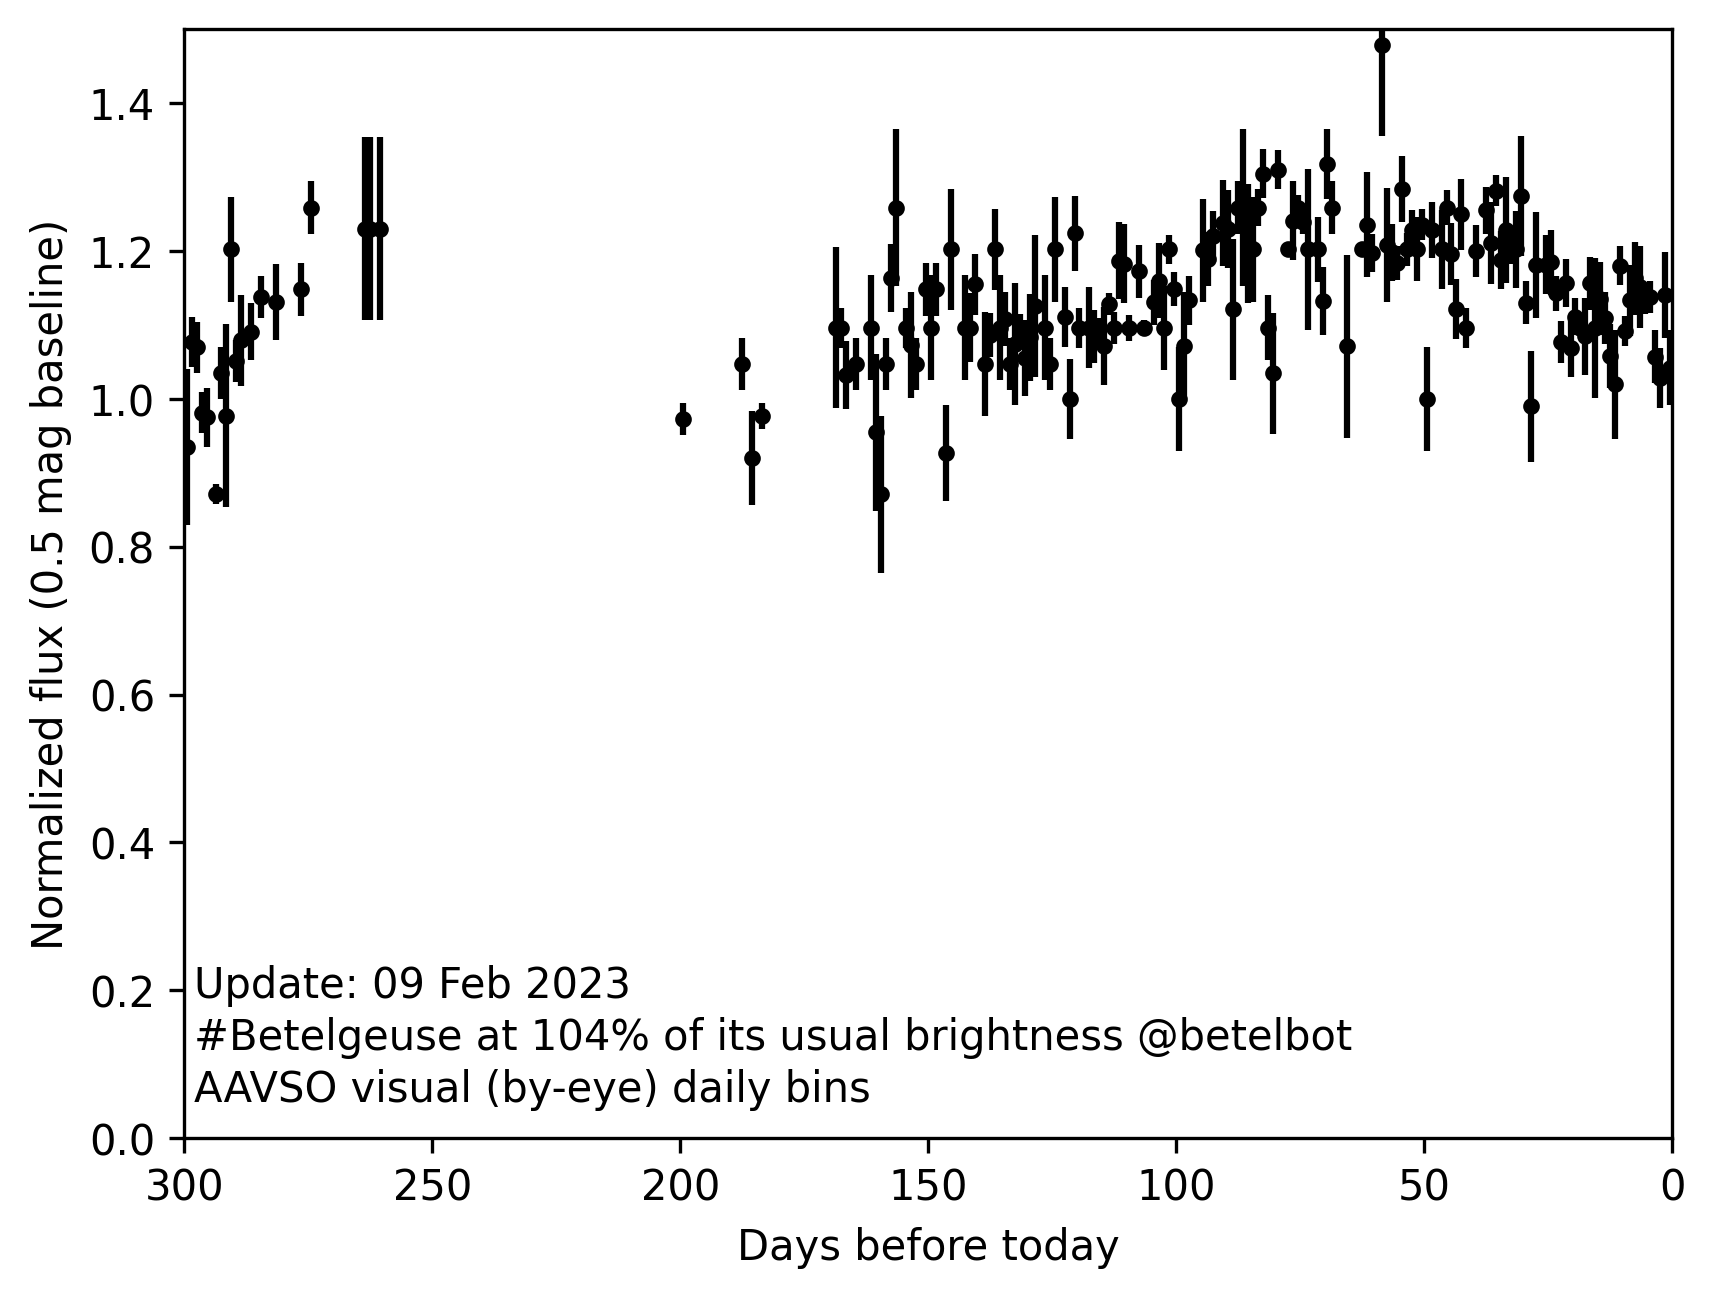 1.4
1.2
1.0
0.8
0.6
0.4
0.2
0.0
Normalized flux (0.5 mag baseline)
Update: 09 Feb 2023
#Betelgeuse at 104% of its usual brightness @betelbot
AAVSO visual (by-eye) daily bins
300 250 200 150 100 50 0
Days before today